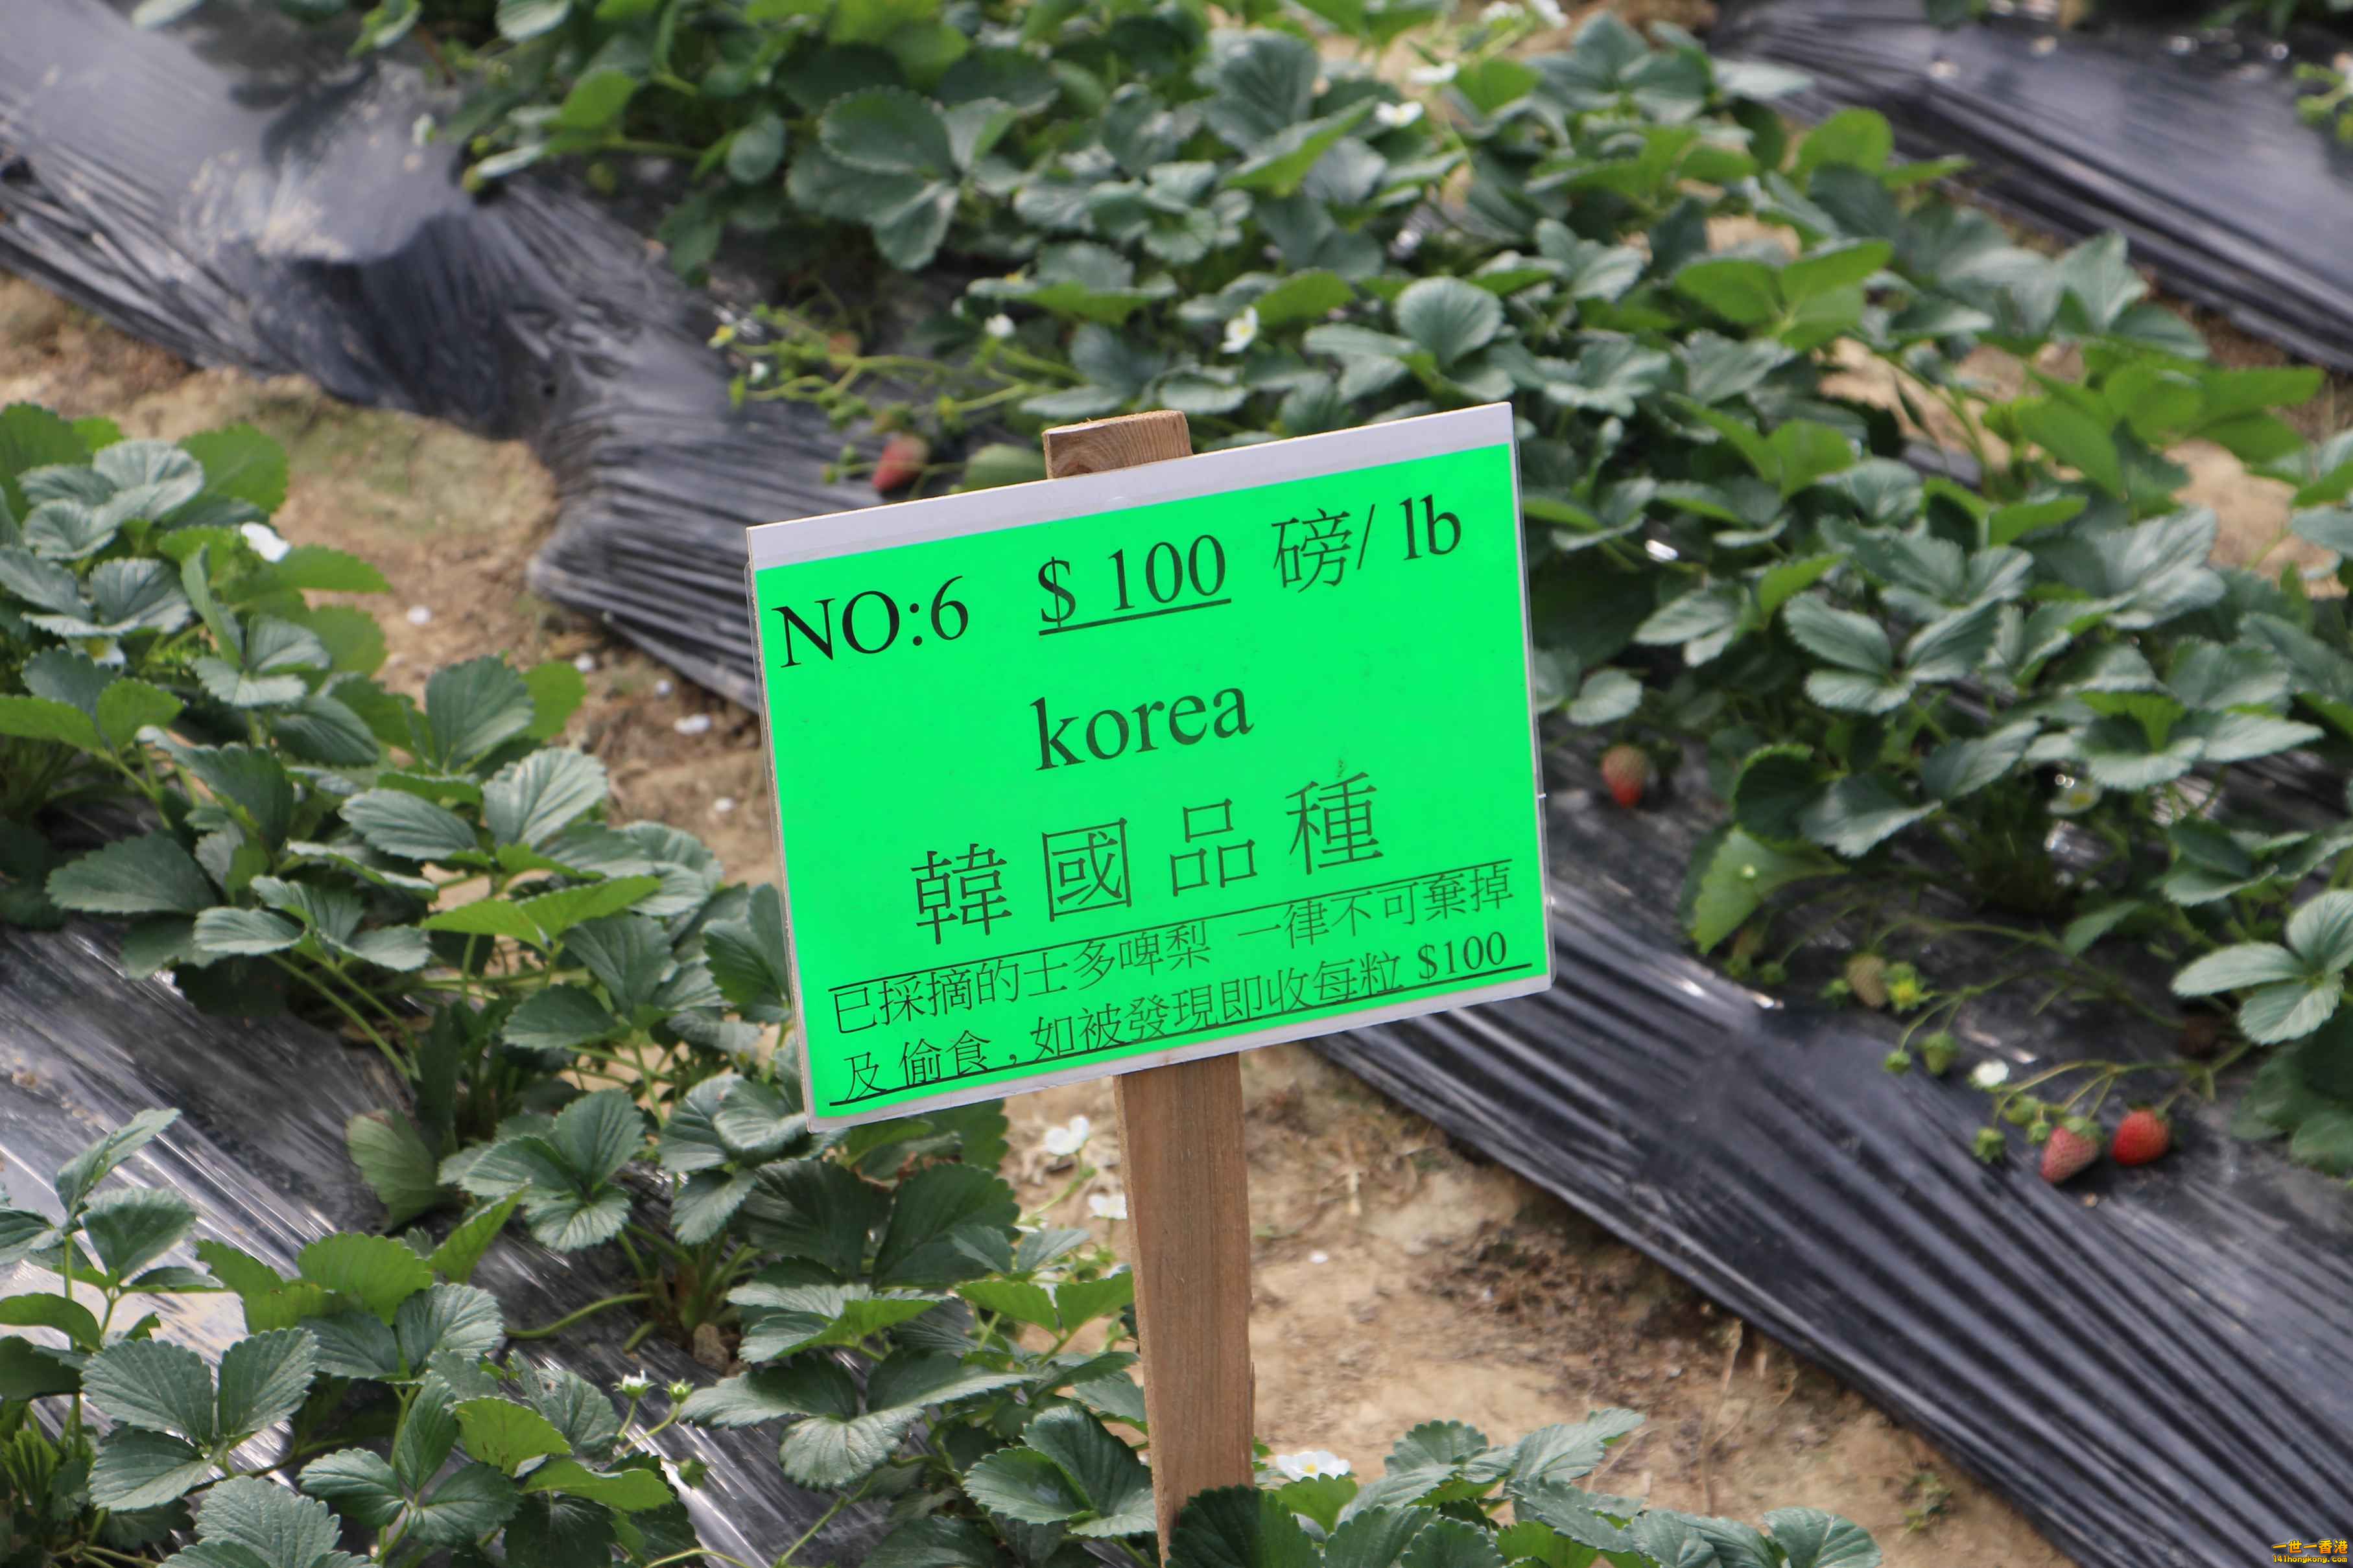 NO:6 $ 100 磅/ lb
korea
韓國品種
已採摘的士多啤梨 一律不可棄掉
及 偷食，如被發現即收每粒 $100
一世一香港
141hongkong.com